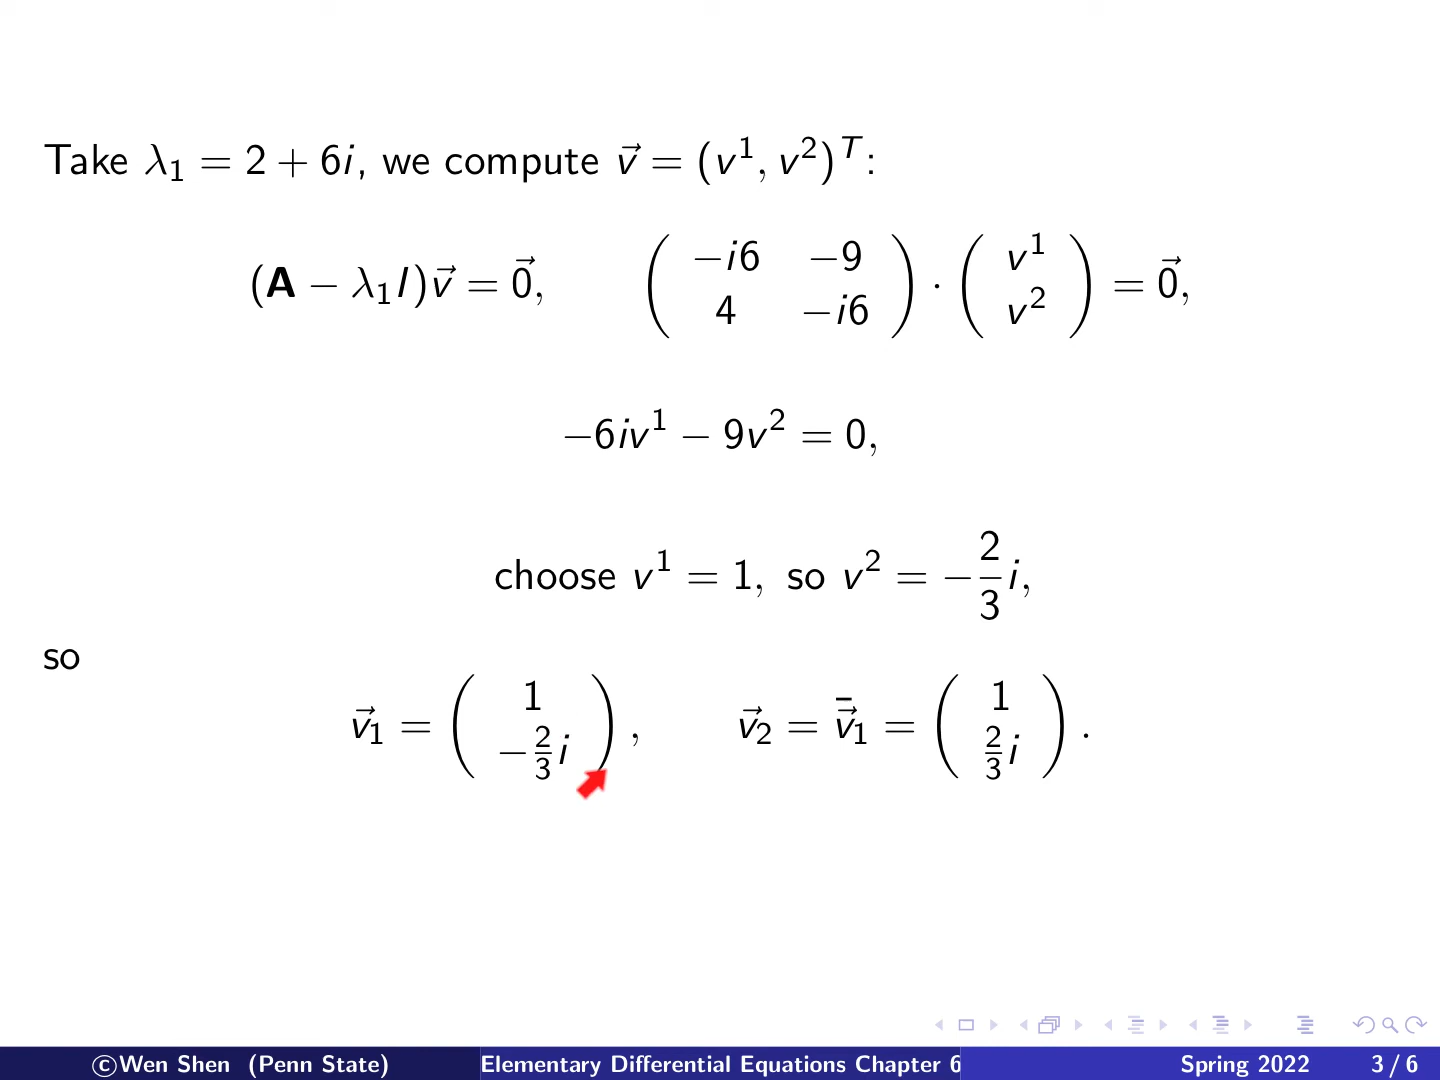 Take λ₁ = 2 + 6i, we compute v⃗ = (v¹, v²)ᵀ:
(A − λ₁I)v⃗ = 0⃗, ( −i6 −9 ; 4 −i6 ) · ( v¹ ; v² ) = 0⃗,
−6iv¹ − 9v² = 0,
choose v¹ = 1, so v² = −2/3 i,
so
v⃗₁ = ( 1 ; −2/3 i ), v⃗₂ = v̄⃗₁ = ( 1 ; 2/3 i ).
©Wen Shen (Penn State) Elementary Differential Equations Chapter 6 Spring 2022 3 / 6